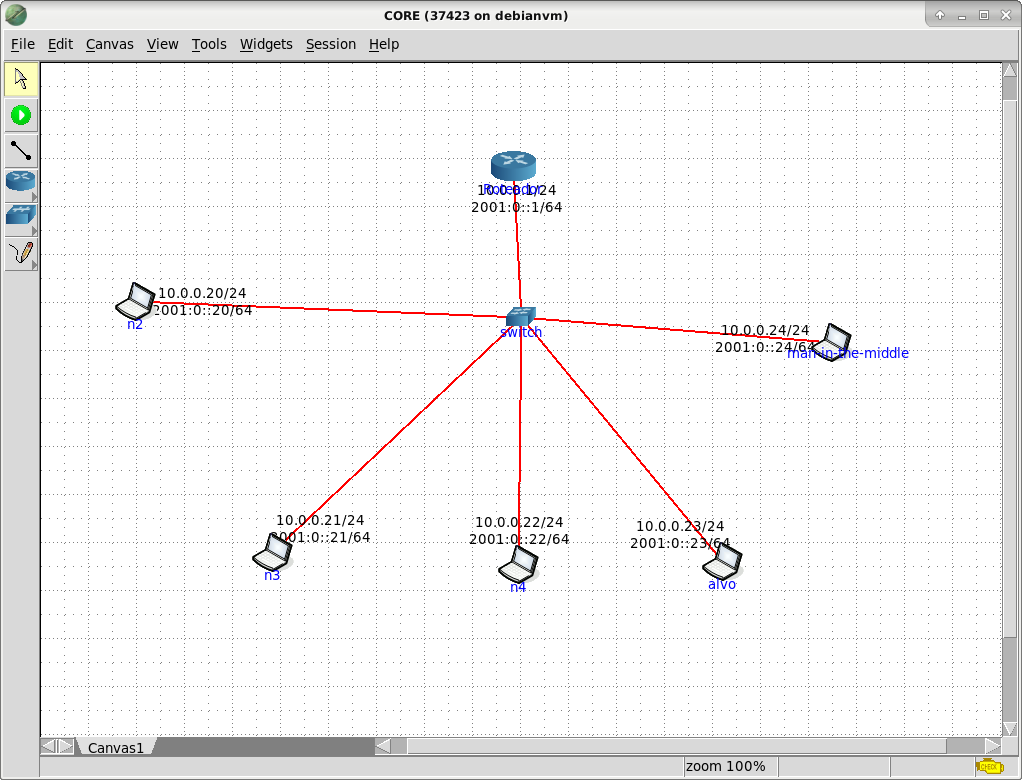 CORE (37423 on debianvm)
File Edit Canvas View Tools Widgets Session Help
Roteador
10.0.0.1/24
2001:0::1/64
10.0.0.20/24
2001:0::20/64
n2
switch
10.0.0.24/24
2001:0::24/64
man-in-the-middle
10.0.0.21/24
2001:0::21/64
n3
10.0.0.22/24
2001:0::22/64
n4
10.0.0.23/24
2001:0::23/64
alvo
Canvas1
zoom 100%
CHECK